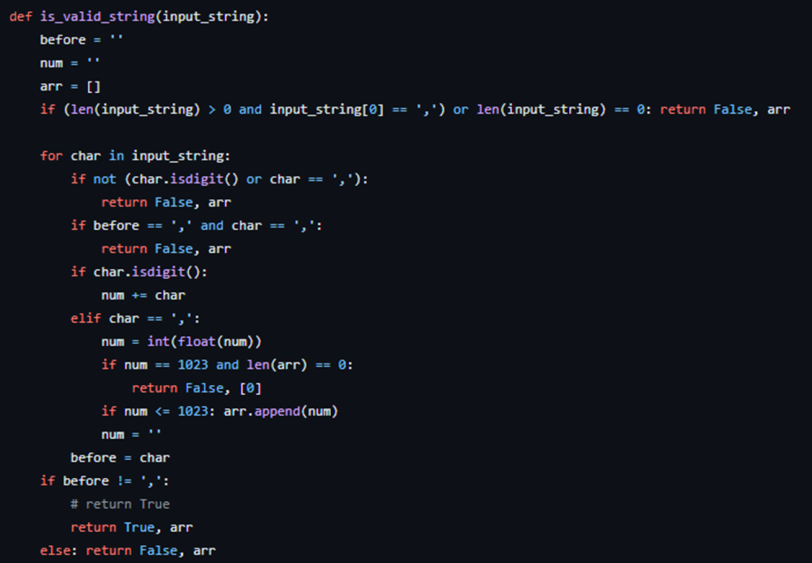 def is_valid_string(input_string):
    before = ''
    num = ''
    arr = []
    if (len(input_string) > 0 and input_string[0] == ',') or len(input_string) == 0: return False, arr

    for char in input_string:
        if not (char.isdigit() or char == ','):
            return False, arr
        if before == ',' and char == ',':
            return False, arr
        if char.isdigit():
            num += char
        elif char == ',':
            num = int(float(num))
            if num == 1023 and len(arr) == 0:
                return False, [0]
            if num <= 1023: arr.append(num)
            num = ''
        before = char
    if before != ',':
        # return True
        return True, arr
    else: return False, arr